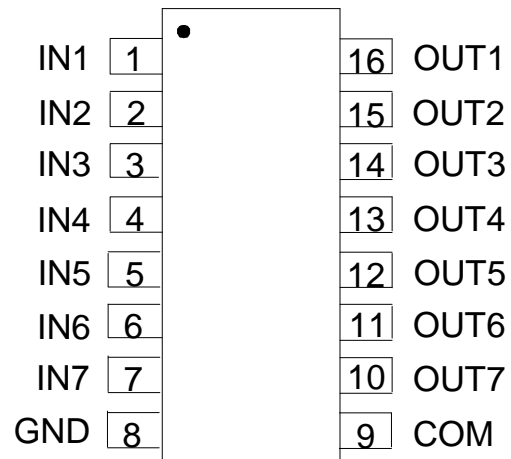 IN1 1 16 OUT1
IN2 2 15 OUT2
IN3 3 14 OUT3
IN4 4 13 OUT4
IN5 5 12 OUT5
IN6 6 11 OUT6
IN7 7 10 OUT7
GND 8 9 COM